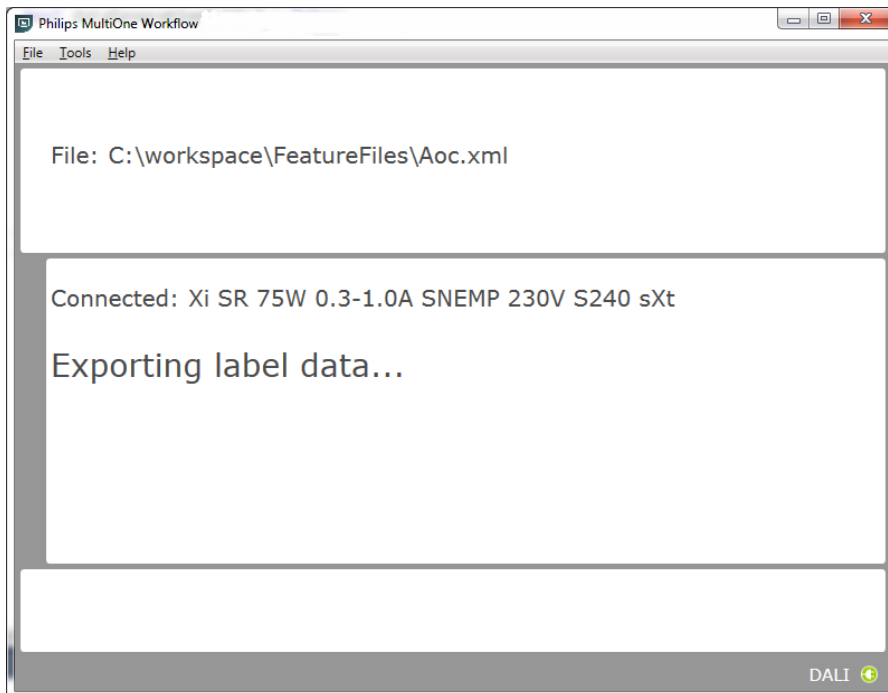 Philips MultiOne Workflow
File Tools Help
File: C:\workspace\FeatureFiles\Aoc.xml
Connected: Xi SR 75W 0.3-1.0A SNEMP 230V S240 sXt
Exporting label data...
DALI